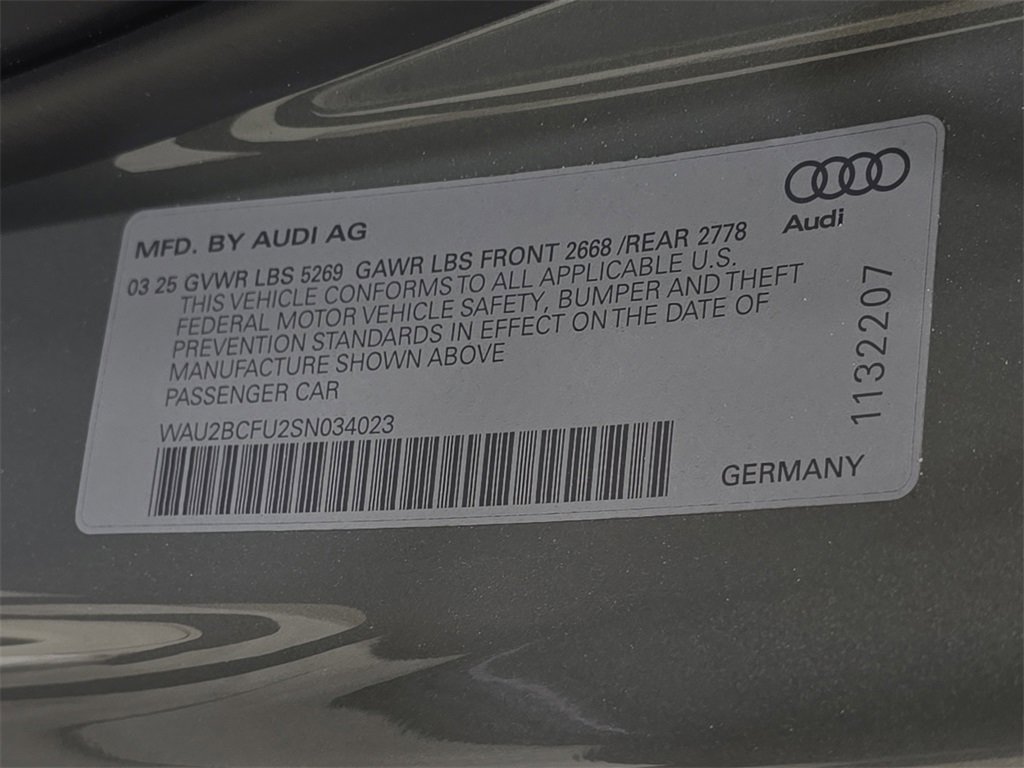 Audi
MFD. BY AUDI AG
03 25 GVWR LBS 5269 GAWR LBS FRONT 2668 /REAR 2778
THIS VEHICLE CONFORMS TO ALL APPLICABLE U.S.
FEDERAL MOTOR VEHICLE SAFETY, BUMPER AND THEFT
PREVENTION STANDARDS IN EFFECT ON THE DATE OF
MANUFACTURE SHOWN ABOVE
PASSENGER CAR
WAU2BCFU2SN034023
GERMANY
1132207